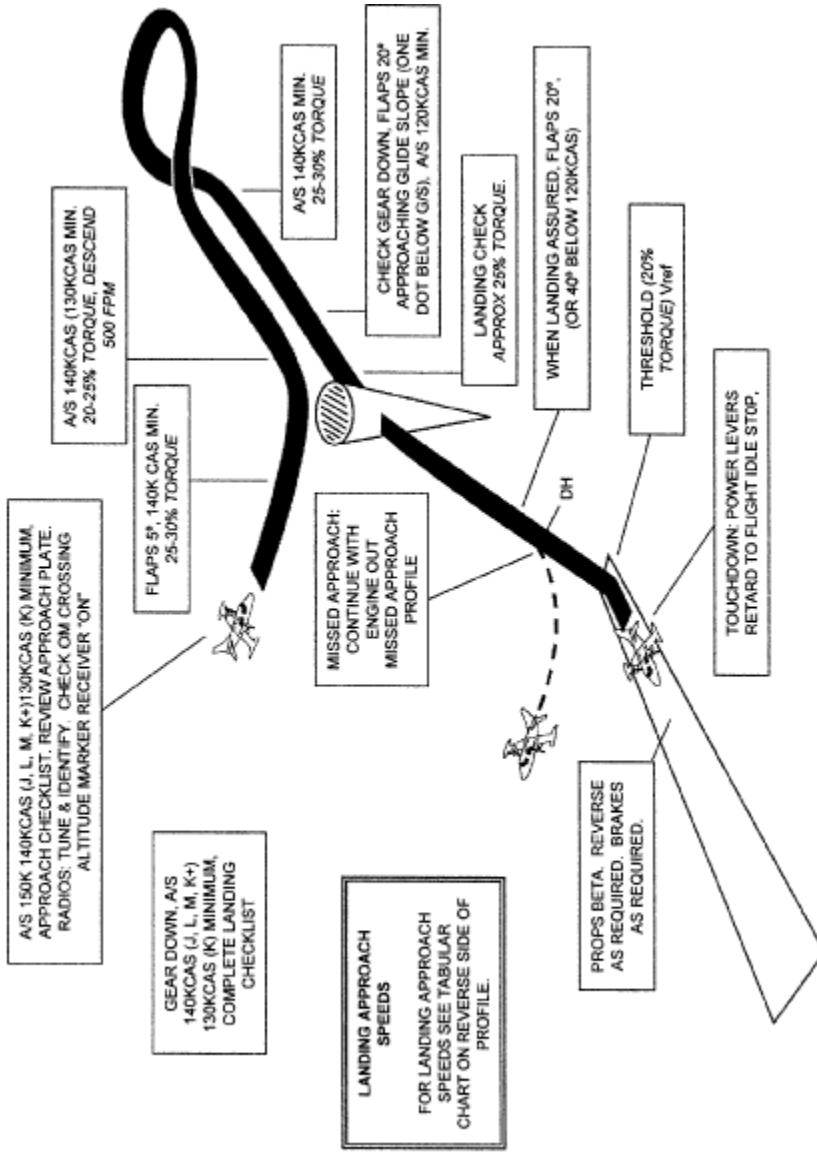 A/S 150K 140KCAS (J, L, M, K+)130KCAS (K) MINIMUM,
APPROACH CHECKLIST. REVIEW APPROACH PLATE.
RADIOS: TUNE & IDENTIFY. CHECK OM CROSSING
ALTITUDE MARKER RECEIVER "ON"
FLAPS 5º, 140K CAS MIN.
25-30% TORQUE
A/S 140KCAS (130KCAS MIN.
20-25% TORQUE, DESCEND
500 FPM
A/S 140KCAS MIN.
25-30% TORQUE
CHECK GEAR DOWN, FLAPS 20º
APPROACHING GLIDE SLOPE (ONE
DOT BELOW G/S). A/S 120KCAS MIN.
LANDING CHECK
APPROX 25% TORQUE.
WHEN LANDING ASSURED, FLAPS 20º,
(OR 40º BELOW 120KCAS)
GEAR DOWN, A/S
140KCAS (J, L, M, K+)
130KCAS (K) MINIMUM,
COMPLETE LANDING
CHECKLIST
MISSED APPROACH:
CONTINUE WITH
ENGINE OUT
MISSED APPROACH
PROFILE
DH
THRESHOLD (20%
TORQUE) Vref
TOUCHDOWN: POWER LEVERS
RETARD TO FLIGHT IDLE STOP,
PROPS BETA. REVERSE
AS REQUIRED. BRAKES
AS REQUIRED.
LANDING APPROACH
SPEEDS
FOR LANDING APPROACH
SPEEDS SEE TABULAR
CHART ON REVERSE SIDE OF
PROFILE.